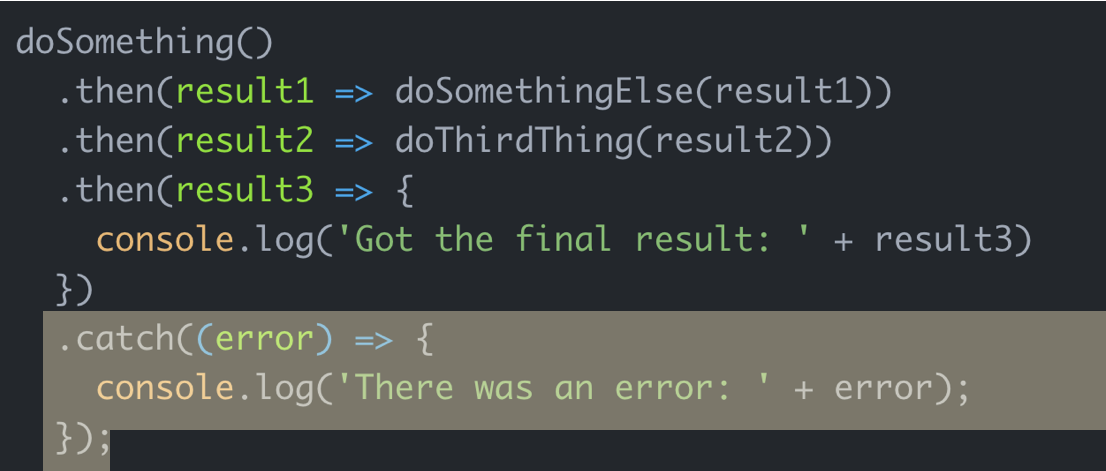 doSomething()
  .then(result1 => doSomethingElse(result1))
  .then(result2 => doThirdThing(result2))
  .then(result3 => {
    console.log('Got the final result: ' + result3)
  })
  .catch((error) => {
    console.log('There was an error: ' + error);
  });